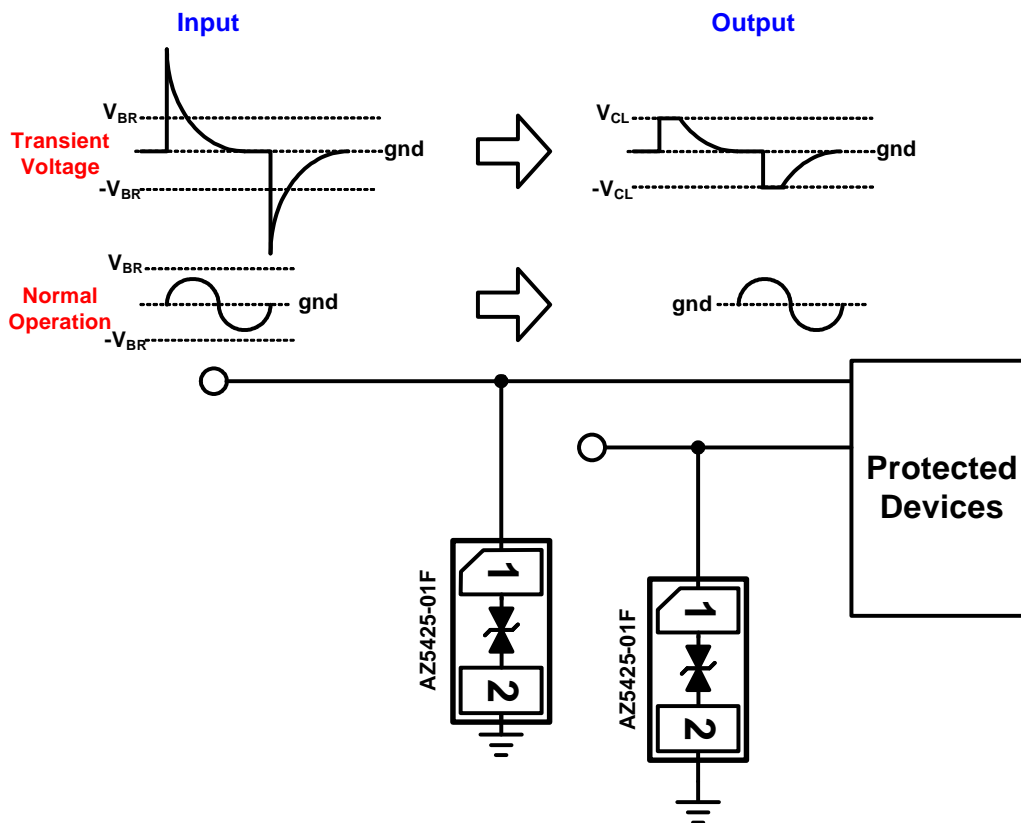 Input
Output
VBR
Transient
Voltage
gnd
-VBR
VCL
gnd
-VCL
VBR
Normal
Operation
gnd
-VBR
gnd
Protected
Devices
AZ5425-01F
1
2
AZ5425-01F
1
2